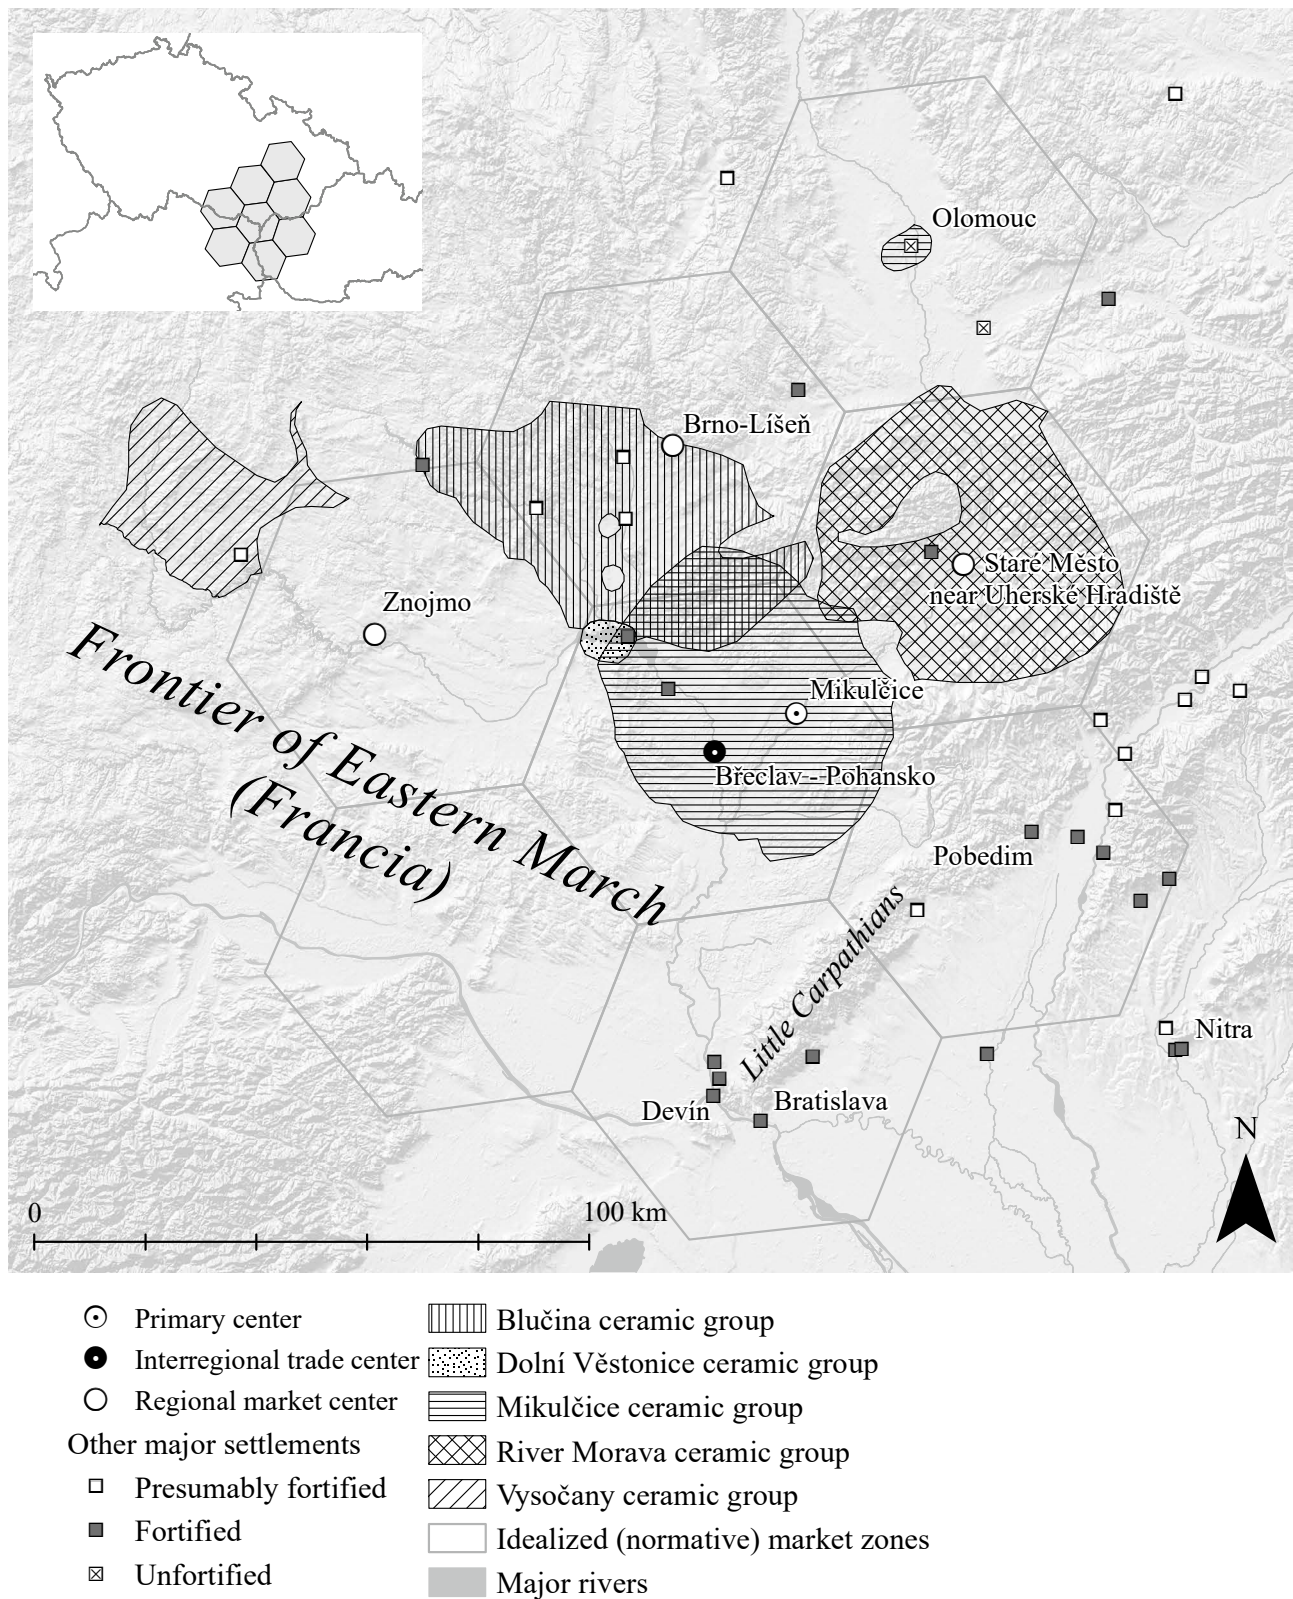 Olomouc
Brno-Líšeň
Staré Město
near Uherské Hradiště
Znojmo
Mikulčice
Břeclav - Pohansko
Frontier of Eastern March
(Francia)
Pobedim
Little Carpathians
Nitra
Devín
Bratislava
N
0
100 km
Primary center
Interregional trade center
Regional market center
Other major settlements
Presumably fortified
Fortified
Unfortified
Blučina ceramic group
Dolní Věstonice ceramic group
Mikulčice ceramic group
River Morava ceramic group
Vysočany ceramic group
Idealized (normative) market zones
Major rivers